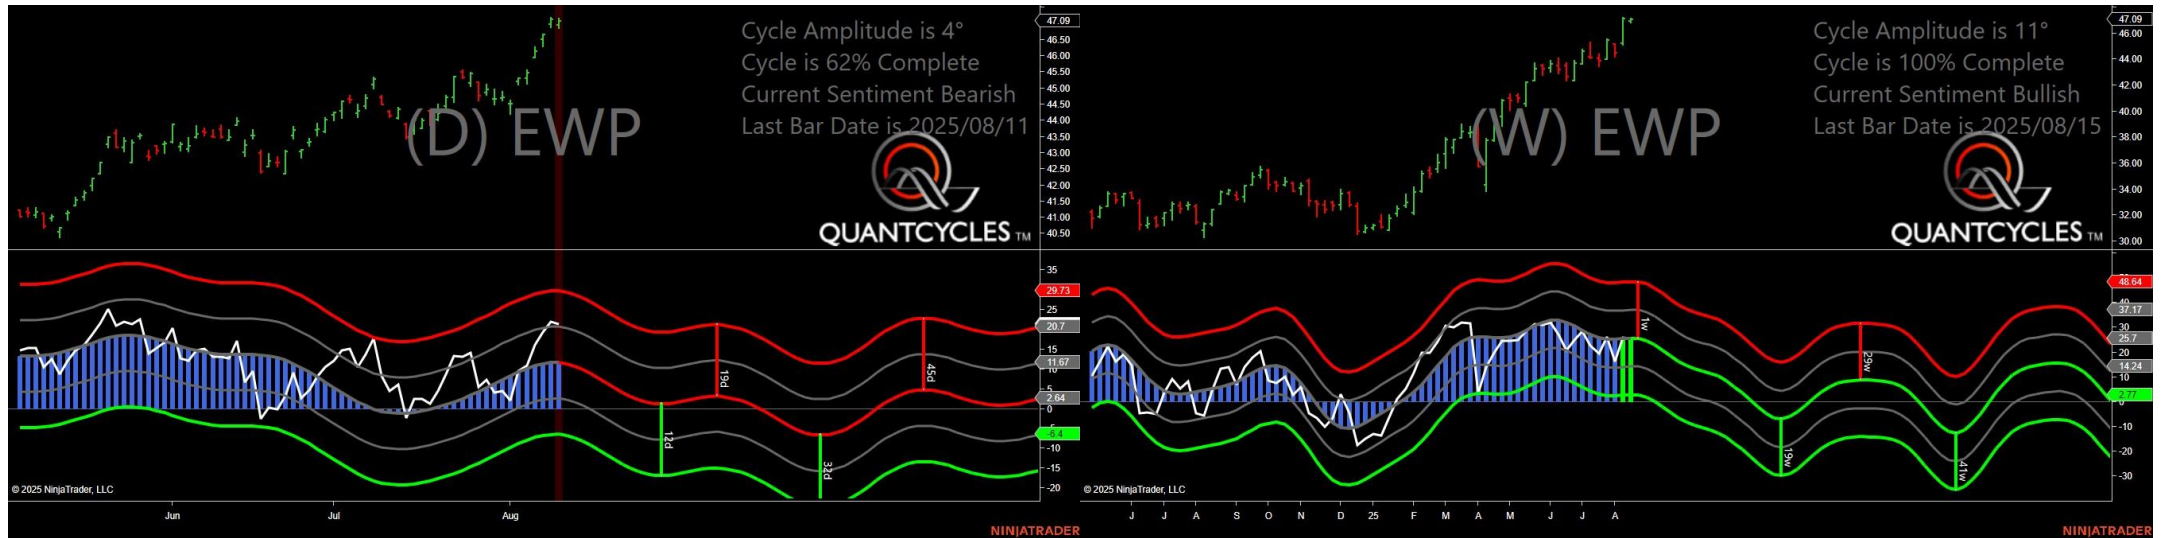 Cycle Amplitude is 4°
Cycle is 62% Complete
Current Sentiment Bearish
Last Bar Date is 2025/08/11
(D) EWP
QUANTCYCLES TM
47.09
46.50
45.50
45.00
44.50
44.00
43.50
43.00
42.50
42.00
41.50
41.00
40.50
35
29.73
25
20.7
15
11.67
10
5
2.64
0
-5
-6.4
-10
-15
-20
12d
19d
32d
45d
© 2025 NinjaTrader, LLC
Jun Jul Aug
NINJATRADER
Cycle Amplitude is 11°
Cycle is 100% Complete
Current Sentiment Bullish
Last Bar Date is 2025/08/15
(W) EWP
QUANTCYCLES TM
47.09
46.00
44.00
42.00
40.00
38.00
36.00
34.00
32.00
30.00
48.64
40
37.17
30
25.7
20
14.24
10
2.77
0
-10
-20
-30
1w
19w
29w
41w
© 2025 NinjaTrader, LLC
J J A S O N D 25 F M A M J J A
NINJATRADER